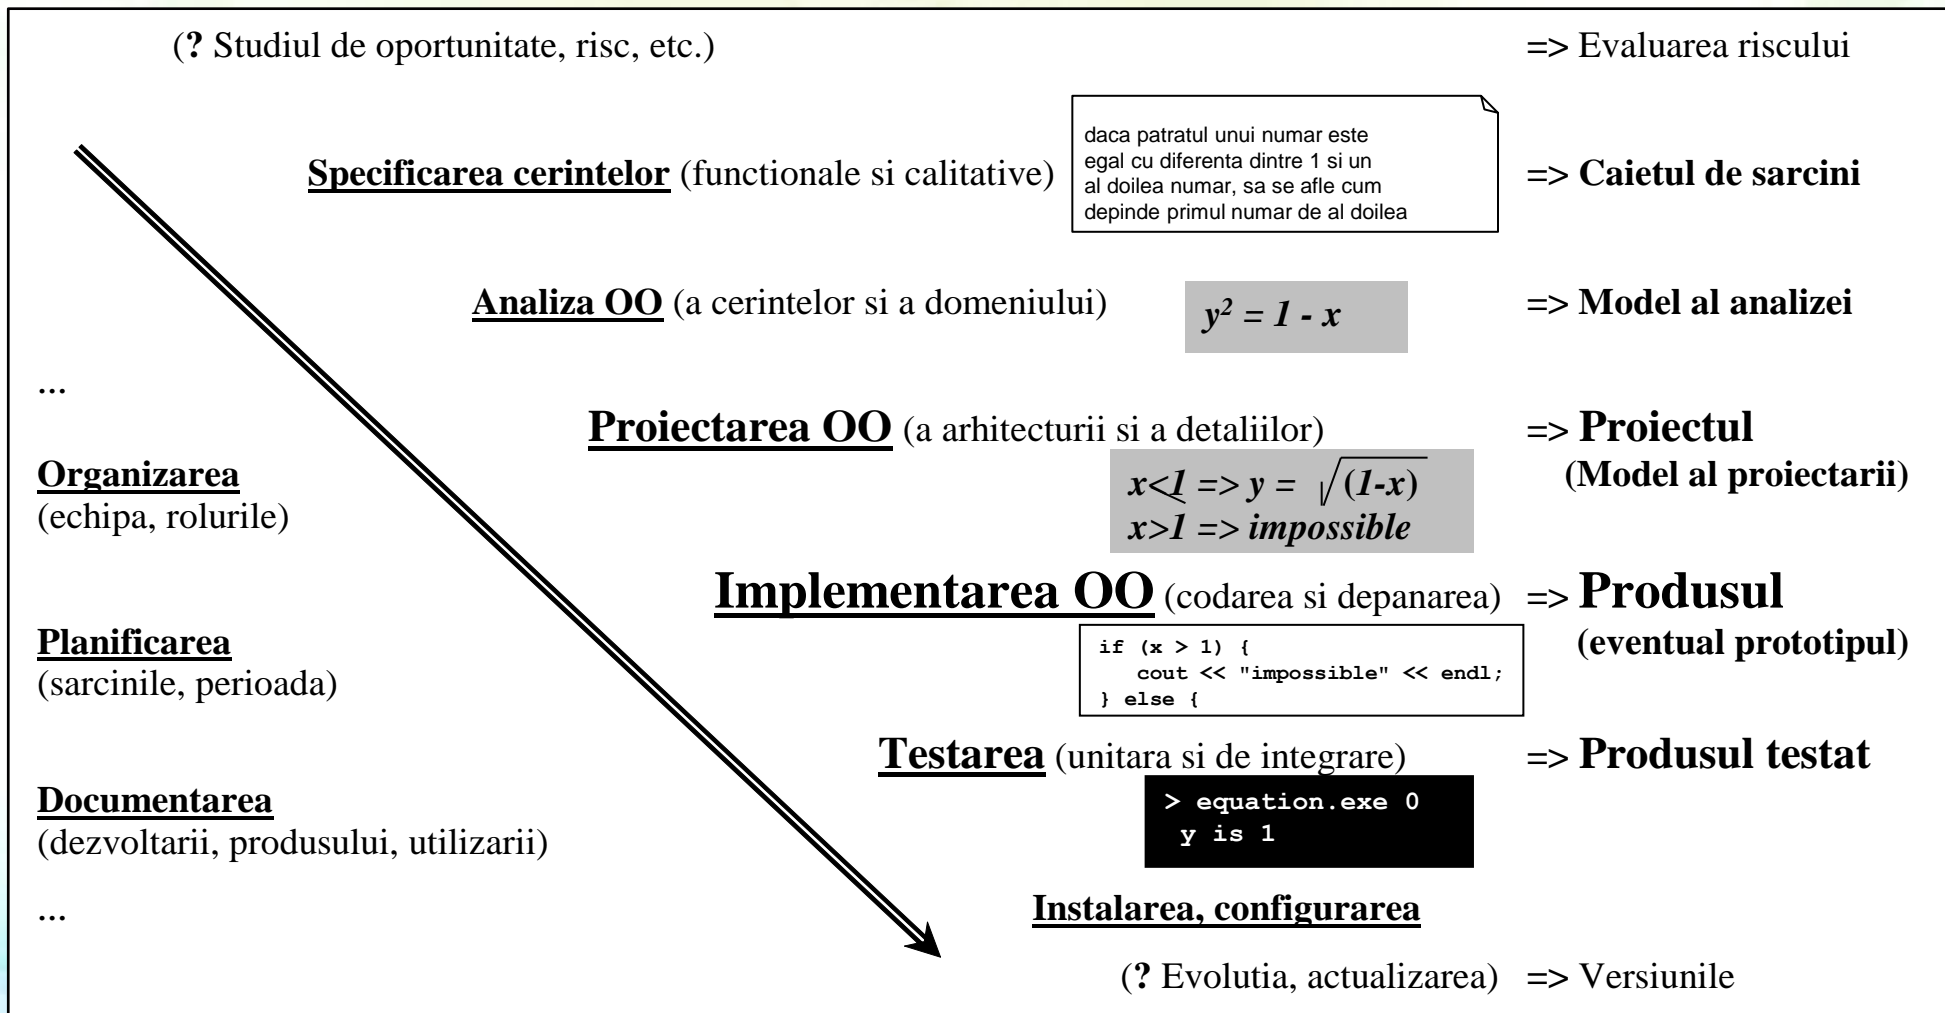 (? Studiul de oportunitate, risc, etc.) => Evaluarea riscului
daca patratul unui numar este
egal cu diferenta dintre 1 si un
al doilea numar, sa se afle cum
depinde primul numar de al doilea
Specificarea cerintelor (functionale si calitative) => Caietul de sarcini
Analiza OO (a cerintelor si a domeniului) y² = 1 - x => Model al analizei
...
Proiectarea OO (a arhitecturii si a detaliilor) => Proiectul
(Model al proiectarii)
x≤1 => y = √(1-x)
x>1 => impossible
Organizarea
(echipa, rolurile)
Implementarea OO (codarea si depanarea) => Produsul
(eventual prototipul)
if (x > 1) {
cout << "impossible" << endl;
} else {
Planificarea
(sarcinile, perioada)
Testarea (unitara si de integrare) => Produsul testat
> equation.exe 0
y is 1
Documentarea
(dezvoltarii, produsului, utilizarii)
...
Instalarea, configurarea
(? Evolutia, actualizarea) => Versiunile